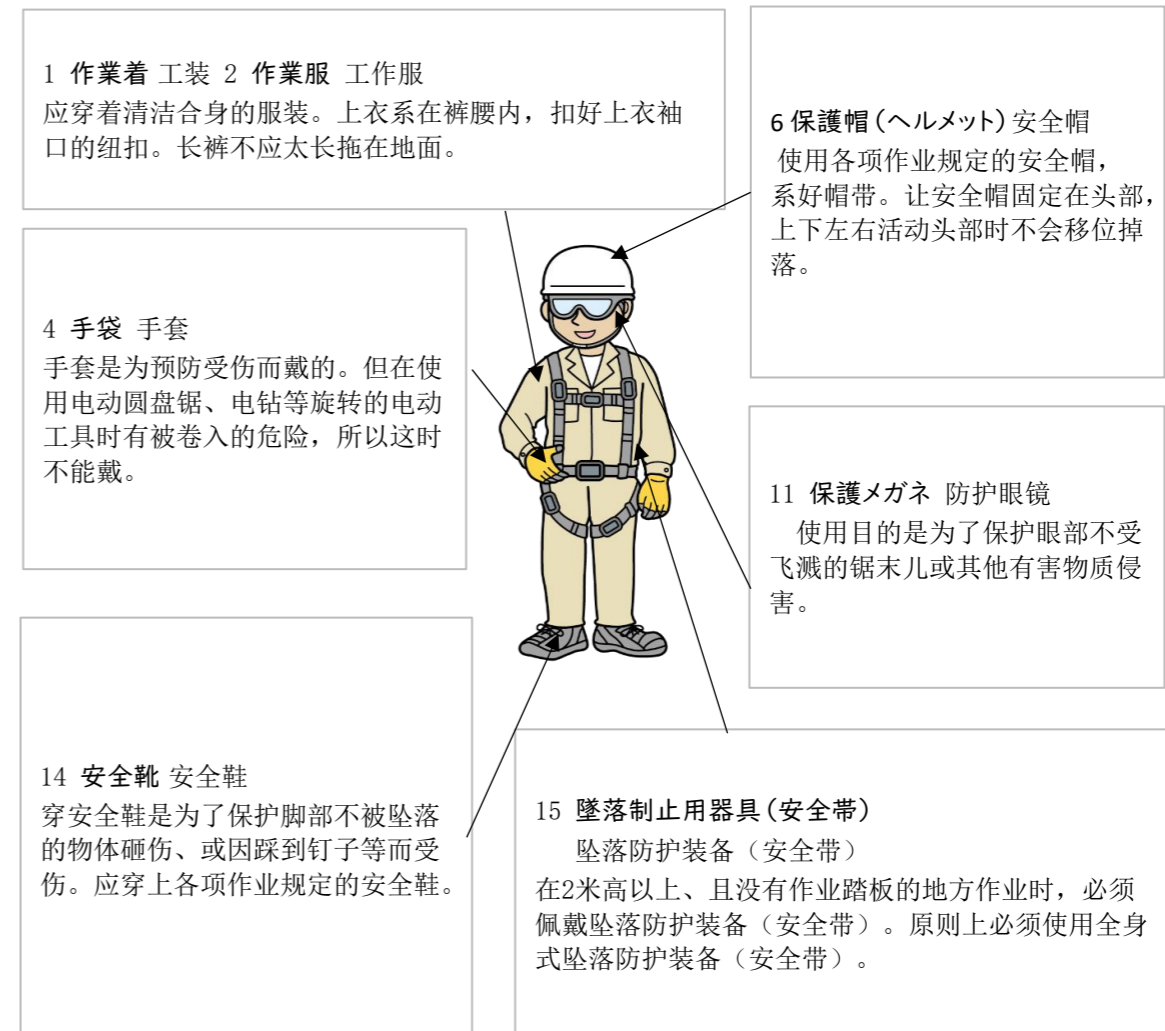 1 作業着 工装 2 作業服 工作服
应穿着清洁合身的服装。上衣系在裤腰内，扣好上衣袖
口的纽扣。长裤不应太长拖在地面。
6 保護帽（ヘルメット）安全帽
使用各项作业规定的安全帽，
系好帽带。让安全帽固定在头部，
上下左右活动头部时不会移位掉
落。
4 手袋 手套
手套是为预防受伤而戴的。但在使
用电动圆盘锯、电钻等旋转的电动
工具时有被卷入的危险，所以这时
不能戴。
11 保護メガネ 防护眼镜
使用目的是为了保护眼部不受
飞溅的锯末儿或其他有害物质侵
害。
14 安全靴 安全鞋
穿安全鞋是为了保护脚部不被坠落
的物体砸伤、或因踩到钉子等而受
伤。应穿上各项作业规定的安全鞋。
15 墜落制止用器具（安全帯）
坠落防护装备（安全带）
在2米高以上、且没有作业踏板的地方作业时，必须
佩戴坠落防护装备（安全带）。原则上必须使用全身
式坠落防护装备（安全带）。